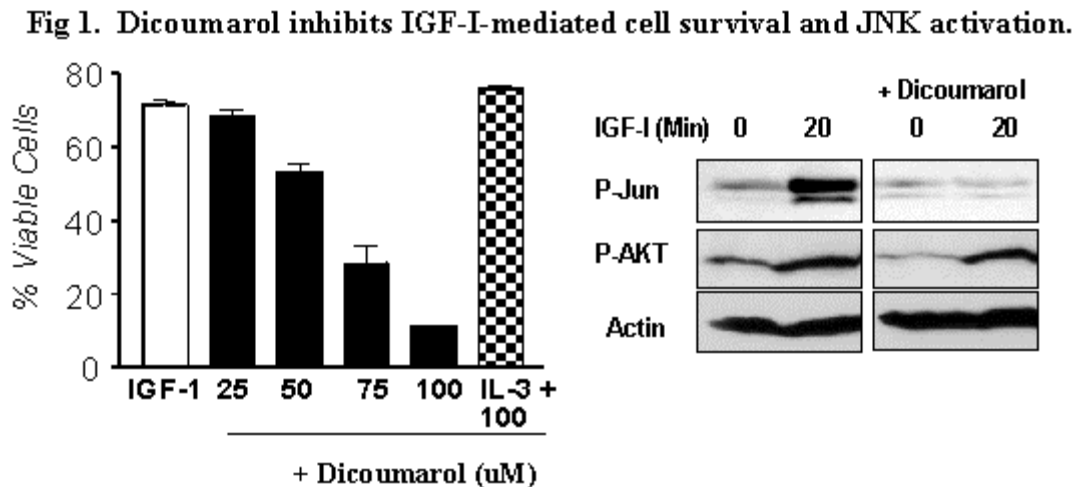 Fig 1. Dicoumarol inhibits IGF-I-mediated cell survival and JNK activation.
% Viable Cells
80
60
40
20
0
IGF-1 25 50 75 100 IL-3 +
100
+ Dicoumarol (uM)
+ Dicoumarol
IGF-I (Min) 0 20 0 20
P-Jun
P-AKT
Actin